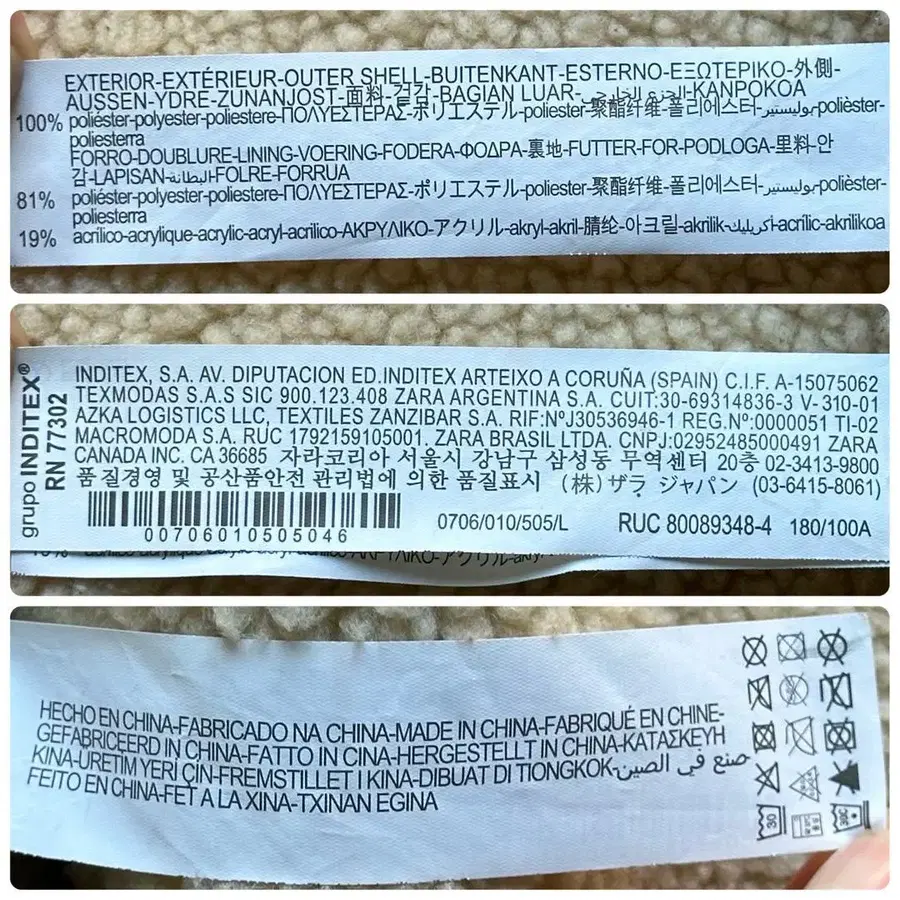 EXTERIOR-EXTÉRIEUR-OUTER SHELL-BUITENKANT-ESTERNO-ΕΞΩΤΕΡΙΚΟ-外側-
AUSSEN-YDRE-ZUNANJOST-面料-겉감-BAGIAN LUAR-الجزء الخارجي-KANPOKOA
100% poliéster-polyester-poliestere-ΠΟΛΥΕΣΤΕΡΑΣ-ポリエステル-poliester-聚酯纤维-폴리에스터-بوليستير-polièster-
poliesterra
FORRO-DOUBLURE-LINING-VOERING-FODERA-ΦΟΔΡΑ-裏地-FUTTER-FOR-PODLOGA-里料-안
감-LAPISAN-البطانة-FOLRE-FORRUA
81% poliéster-polyester-poliestere-ΠΟΛΥΕΣΤΕΡΑΣ-ポリエステル-poliester-聚酯纤维-폴리에스터-بوليستير-polièster-
poliesterra
19% acrílico-acrylique-acrylic-acryl-acrilico-ΑΚΡΥΛΙΚΟ-アクリル-akryl-akril-腈纶-아크릴-akrilik-اكريليك-acrílic-akrilikoa
grupo INDITEX®
RN 77302
INDITEX, S.A. AV. DIPUTACION ED.INDITEX ARTEIXO A CORUÑA (SPAIN) C.I.F. A-15075062
TEXMODAS S.A.S SIC 900.123.408 ZARA ARGENTINA S.A. CUIT:30-69314836-3 V-310-01
AZKA LOGISTICS LLC, TEXTILES ZANZIBAR S.A. RIF:NºJ30536946-1 REG.Nº:0000051 TI-02
MACROMODA S.A. RUC 1792159105001. ZARA BRASIL LTDA. CNPJ:02952485000491 ZARA
CANADA INC. CA 36685 자라코리아 서울시 강남구 삼성동 무역센터 20층 02-3413-9800
품질경영 및 공산품안전 관리법에 의한 품질표시 (株) ザラ ジャパン (03-6415-8061)
00706010505046 0706/010/505/L RUC 80089348-4 180/100A
HECHO EN CHINA-FABRICADO NA CHINA-MADE IN CHINA-FABRIQUÉ EN CHINE-
GEFABRICEERD IN CHINA-FATTO IN CINA-HERGESTELLT IN CHINA-ΚΑΤΑΣΚΕΥΗ
ΚΙΝΑ-ÜRETIM YERİ ÇIN-FREMSTILLET I KINA-DIBUAT DI TIONGKOK-صنع في الصين-
FEITO EN CHINA-FET A LA XINA-TXINAN EGINA
30
30C